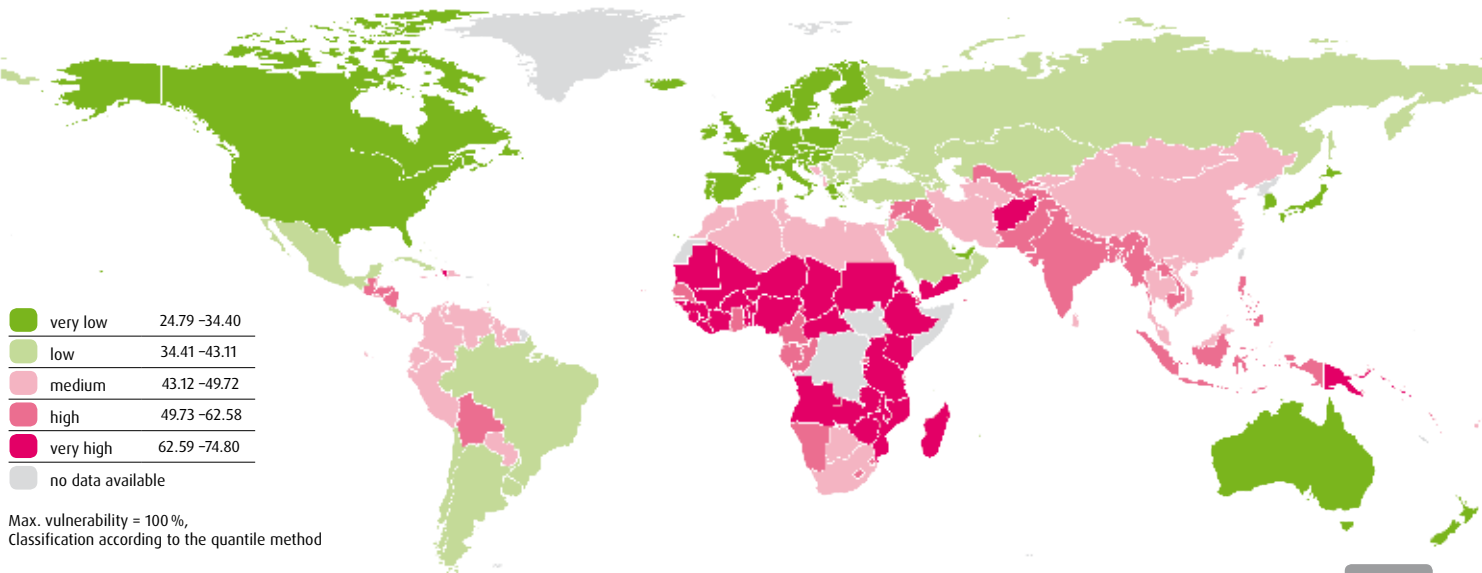 very low 24.79 –34.40
low 34.41 –43.11
medium 43.12 –49.72
high 49.73 –62.58
very high 62.59 –74.80
no data available
Max. vulnerability = 100 %,
Classification according to the quantile method